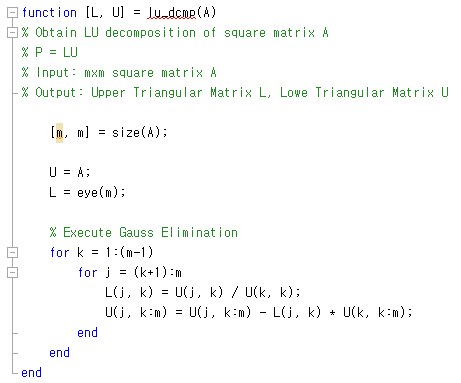 function [L, U] = lu_dcmp(A)
% Obtain LU decomposition of square matrix A
% P = LU
% Input: mxm square matrix A
% Output: Upper Triangular Matrix L, Lowe Triangular Matrix U
[m, m] = size(A);
U = A;
L = eye(m);
% Execute Gauss Elimination
for k = 1:(m-1)
for j = (k+1):m
L(j, k) = U(j, k) / U(k, k);
U(j, k:m) = U(j, k:m) - L(j, k) * U(k, k:m);
end
end
end